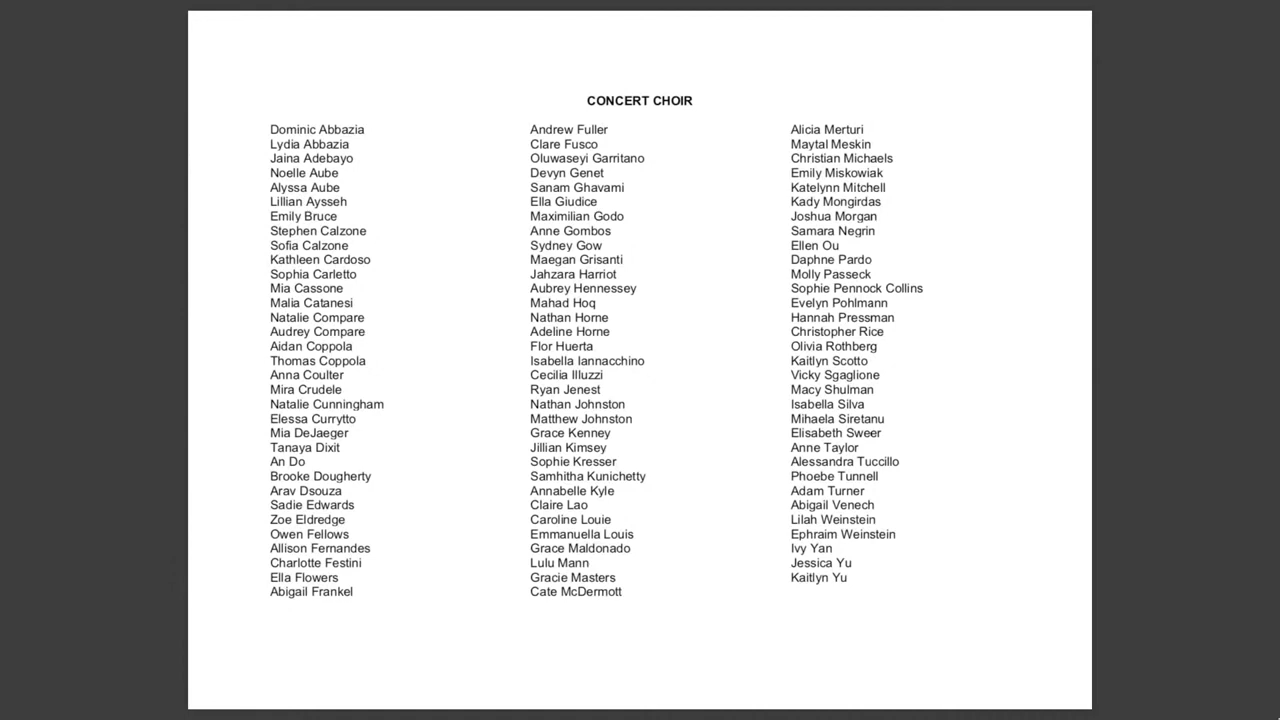 CONCERT CHOIR
Dominic Abbazia
Lydia Abbazia
Jaina Adebayo
Noelle Aube
Alyssa Aube
Lillian Aysseh
Emily Bruce
Stephen Calzone
Sofia Calzone
Kathleen Cardoso
Sophia Carletto
Mia Cassone
Malia Catanesi
Natalie Compare
Audrey Compare
Aidan Coppola
Thomas Coppola
Anna Coulter
Mira Crudele
Natalie Cunningham
Elessa Currytto
Mia DeJaeger
Tanaya Dixit
An Do
Brooke Dougherty
Arav Dsouza
Sadie Edwards
Zoe Eldredge
Owen Fellows
Allison Fernandes
Charlotte Festini
Ella Flowers
Abigail Frankel
Andrew Fuller
Clare Fusco
Oluwaseyi Garritano
Devyn Genet
Sanam Ghavami
Ella Giudice
Maximilian Godo
Anne Gombos
Sydney Gow
Maegan Grisanti
Jahzara Harriot
Aubrey Hennessey
Mahad Hoq
Nathan Horne
Adeline Horne
Flor Huerta
Isabella Iannacchino
Cecilia Illuzzi
Ryan Jenest
Nathan Johnston
Matthew Johnston
Grace Kenney
Jillian Kimsey
Sophie Kresser
Samhitha Kunichetty
Annabelle Kyle
Claire Lao
Caroline Louie
Emmanuella Louis
Grace Maldonado
Lulu Mann
Gracie Masters
Cate McDermott
Alicia Merturi
Maytal Meskin
Christian Michaels
Emily Miskowiak
Katelynn Mitchell
Kady Mongirdas
Joshua Morgan
Samara Negrin
Ellen Ou
Daphne Pardo
Molly Passeck
Sophie Pennock Collins
Evelyn Pohlmann
Hannah Pressman
Christopher Rice
Olivia Rothberg
Kaitlyn Scotto
Vicky Sgaglione
Macy Shulman
Isabella Silva
Mihaela Siretanu
Elisabeth Sweer
Anne Taylor
Alessandra Tuccillo
Phoebe Tunnell
Adam Turner
Abigail Venech
Lilah Weinstein
Ephraim Weinstein
Ivy Yan
Jessica Yu
Kaitlyn Yu